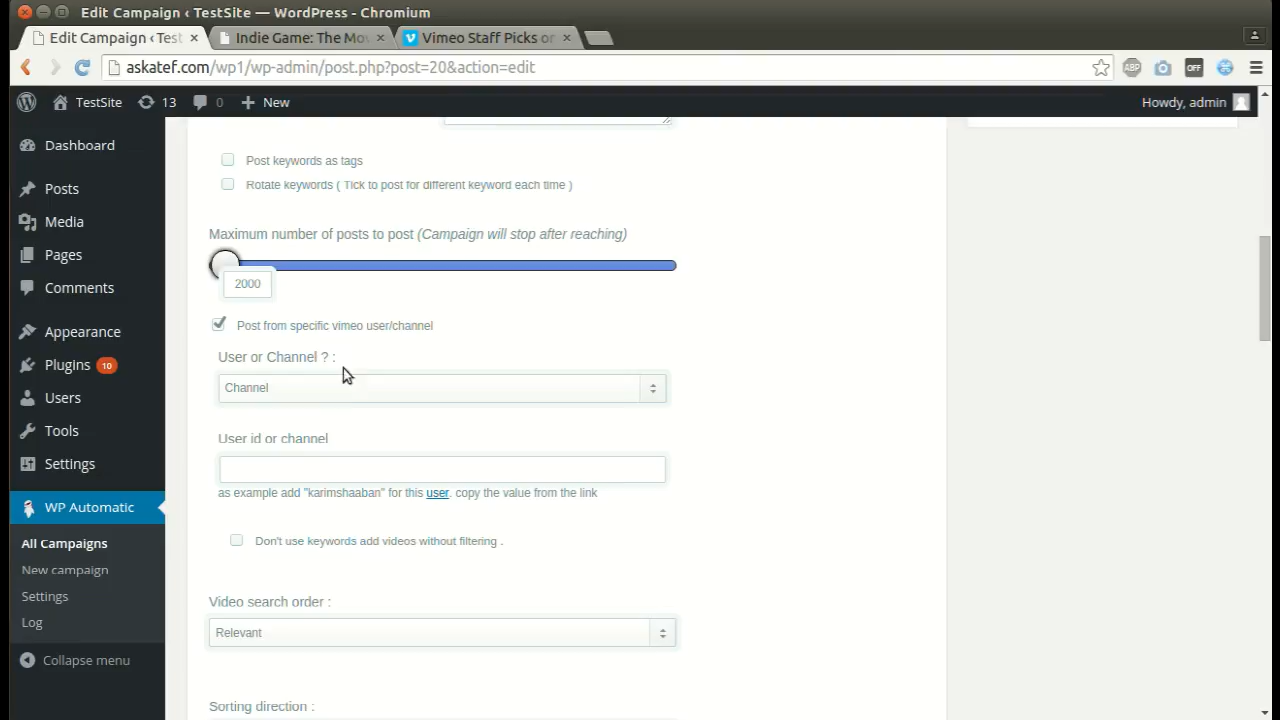 Edit Campaign ‹ TestSite — WordPress - Chromium
Edit Campaign ‹ Test
Indie Game: The Mov
Vimeo Staff Picks on
askatef.com/wp1/wp-admin/post.php?post=20&action=edit
ABP
OFF
TestSite
13
0
New
Howdy, admin
Dashboard
Posts
Media
Pages
Comments
Appearance
Plugins 10
Users
Tools
Settings
WP Automatic
All Campaigns
New campaign
Settings
Log
Collapse menu
Post keywords as tags
Rotate keywords ( Tick to post for different keyword each time )
Maximum number of posts to post (Campaign will stop after reaching)
2000
Post from specific vimeo user/channel
User or Channel ? :
Channel
User id or channel
as example add "karimshaaban" for this user. copy the value from the link
Don't use keywords add videos without filtering .
Video search order :
Relevant
Sorting direction :